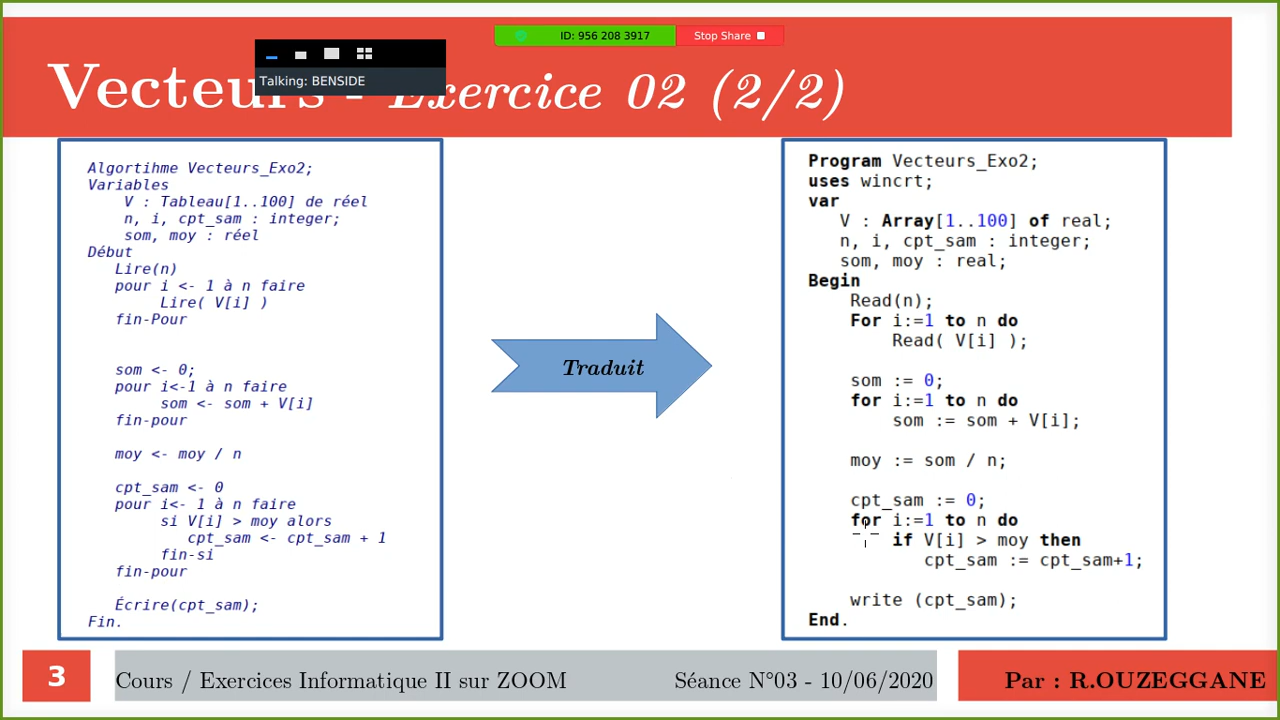 ID: 956 208 3917
Stop Share
Talking: BENSIDE
Vecteurs - Exercice 02 (2/2)
Algortihme Vecteurs_Exo2;
Variables
V : Tableau[1..100] de réel
n, i, cpt_sam : integer;
som, moy : réel
Début
Lire(n)
pour i <- 1 à n faire
Lire( V[i] )
fin-Pour
som <- 0;
pour i<-1 à n faire
som <- som + V[i]
fin-pour
moy <- moy / n
cpt_sam <- 0
pour i<- 1 à n faire
si V[i] > moy alors
cpt_sam <- cpt_sam + 1
fin-si
fin-pour
Écrire(cpt_sam);
Fin.
Traduit
Program Vecteurs_Exo2;
uses wincrt;
var
V : Array[1..100] of real;
n, i, cpt_sam : integer;
som, moy : real;
Begin
Read(n);
For i:=1 to n do
Read( V[i] );
som := 0;
for i:=1 to n do
som := som + V[i];
moy := som / n;
cpt_sam := 0;
for i:=1 to n do
if V[i] > moy then
cpt_sam := cpt_sam+1;
write (cpt_sam);
End.
3
Cours / Exercices Informatique II sur ZOOM
Séance N°03 - 10/06/2020
Par : R.OUZEGGANE